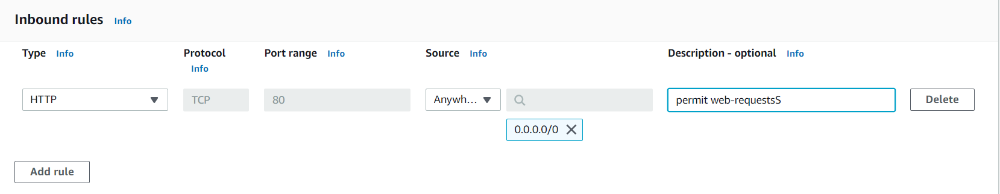 Inbound rules Info
Type Info Protocol Info Port range Info Source Info Description - optional Info
HTTP TCP 80 Anywh... permit web-requestsS Delete
0.0.0.0/0
Add rule